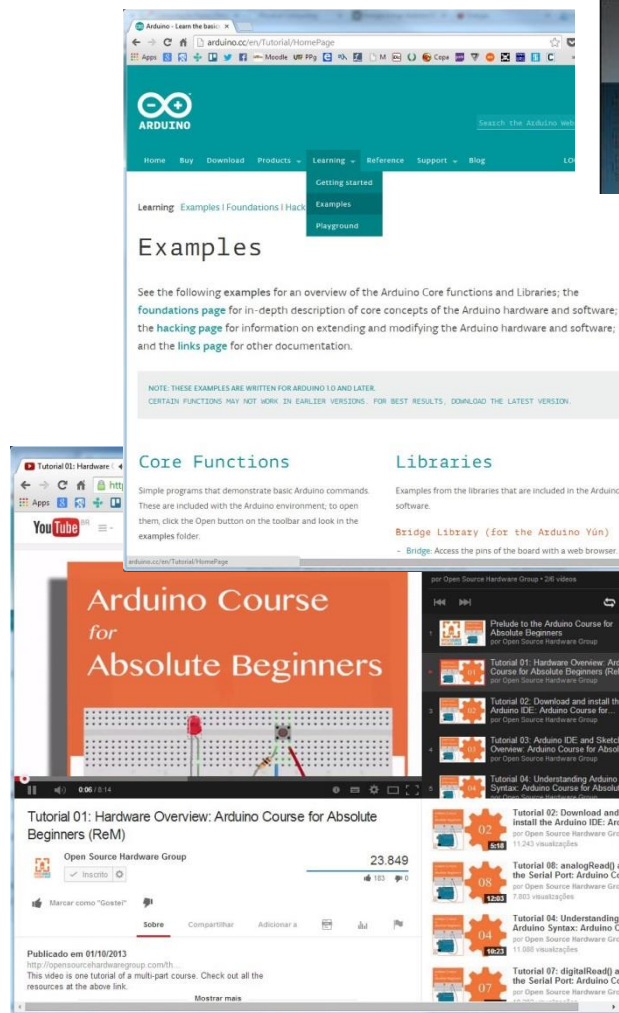 Arduino - Learn the basic
arduino.cc/en/Tutorial/HomePage
Apps
Moodle
PPg
M
Cope
ARDUINO
Search the Arduino Web
Home Buy Download Products Learning Reference Support Blog
Getting started
Examples
Playground
Learning Examples | Foundations | Hack
Examples
See the following examples for an overview of the Arduino Core functions and Libraries; the
foundations page for in-depth description of core concepts of the Arduino hardware and software;
the hacking page for information on extending and modifying the Arduino hardware and software;
and the links page for other documentation.
NOTE: THESE EXAMPLES ARE WRITTEN FOR ARDUINO 1.0 AND LATER.
CERTAIN FUNCTIONS MAY NOT WORK IN EARLIER VERSIONS. FOR BEST RESULTS, DOWNLOAD THE LATEST VERSION.
Core Functions
Simple programs that demonstrate basic Arduino commands.
These are included with the Arduino environment; to open
them, click the Open button on the toolbar and look in the
examples folder.
Libraries
Examples from the libraries that are included in the Arduino
software.
Bridge Library (for the Arduino Yún)
- Bridge: Access the pins of the board with a web browser.
arduino.cc/en/Tutorial/HomePage
Tutorial 01: Hardware
Apps
YouTube BR
Arduino Course
for
Absolute Beginners
0:06 / 8:14
Tutorial 01: Hardware Overview: Arduino Course for Absolute
Beginners (ReM)
Open Source Hardware Group
Inscrito
23.849
183 0
Marcar como "Gostei"
Sobre Compartilhar Adicionar a
Publicado em 01/10/2013
http://opensourcehardwaregroup.com/th...
This video is one tutorial of a multi-part course. Check out all the
resources at the above link.
Mostrar mais
por Open Source Hardware Group • 2/6 vídeos
1
Prelude to the Arduino Course for
Absolute Beginners
por Open Source Hardware Group
01
Tutorial 01: Hardware Overview:
Course for Absolute Beginners
por Open Source Hardware Group
3
02
Tutorial 02: Download and install the
Arduino IDE: Arduino Course for...
por Open Source Hardware Group
4
03
Tutorial 03: Arduino IDE and Sketch
Overview: Arduino Course for
por Open Source Hardware Group
5
04
Tutorial 04: Understanding Arduino
Syntax: Arduino Course for
02
5:18
Tutorial 02: Download and
install the Arduino IDE:
por Open Source Hardware
11.243 visualizações
08
12:03
Tutorial 08: analogRead()
the Serial Port: Arduino
por Open Source Hardware
7.803 visualizações
04
10:23
Tutorial 04: Understanding
Arduino Syntax: Arduino
por Open Source Hardware
visualizações
07
Tutorial 07: digitalRead()
the Serial Port: Arduino
por Open Source Hardware